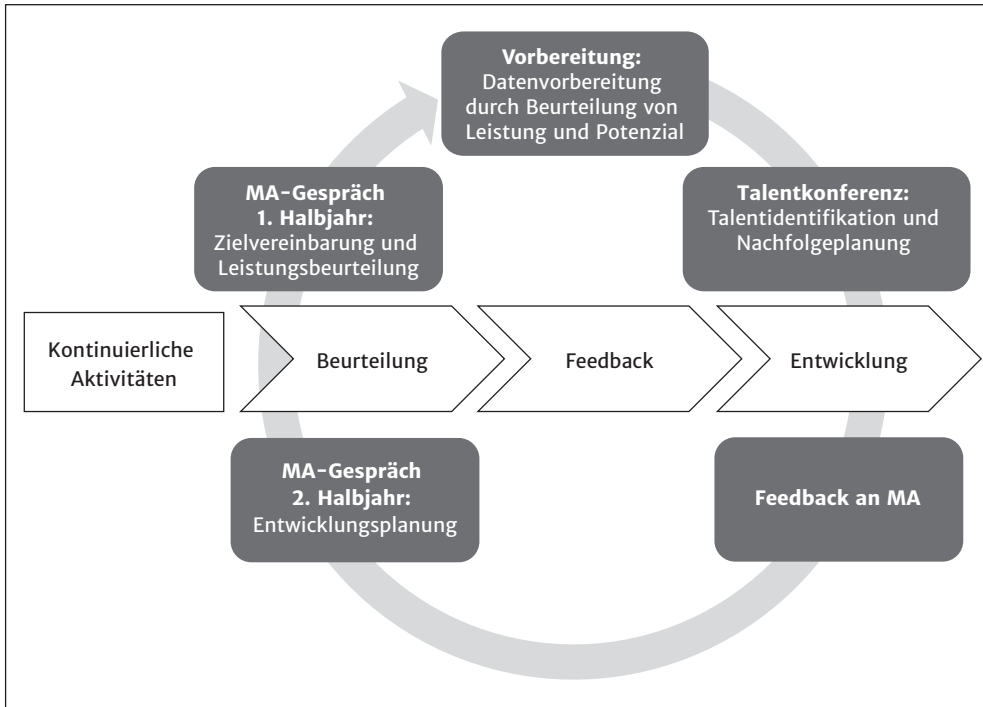 Vorbereitung:
Datenvorbereitung
durch Beurteilung von
Leistung und Potenzial
MA-Gespräch
1. Halbjahr:
Zielvereinbarung und
Leistungsbeurteilung
Talentkonferenz:
Talentidentifikation und
Nachfolgeplanung
Kontinuierliche
Aktivitäten
Beurteilung
Feedback
Entwicklung
MA-Gespräch
2. Halbjahr:
Entwicklungsplanung
Feedback an MA